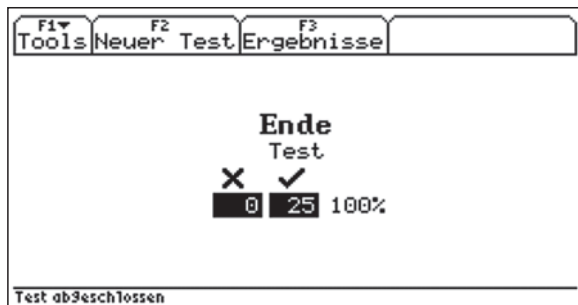 F1▼ F2 F3
Tools Neuer Test Ergebnisse
Ende
Test
✗ ✓
0 25 100%
Test abgeschlossen